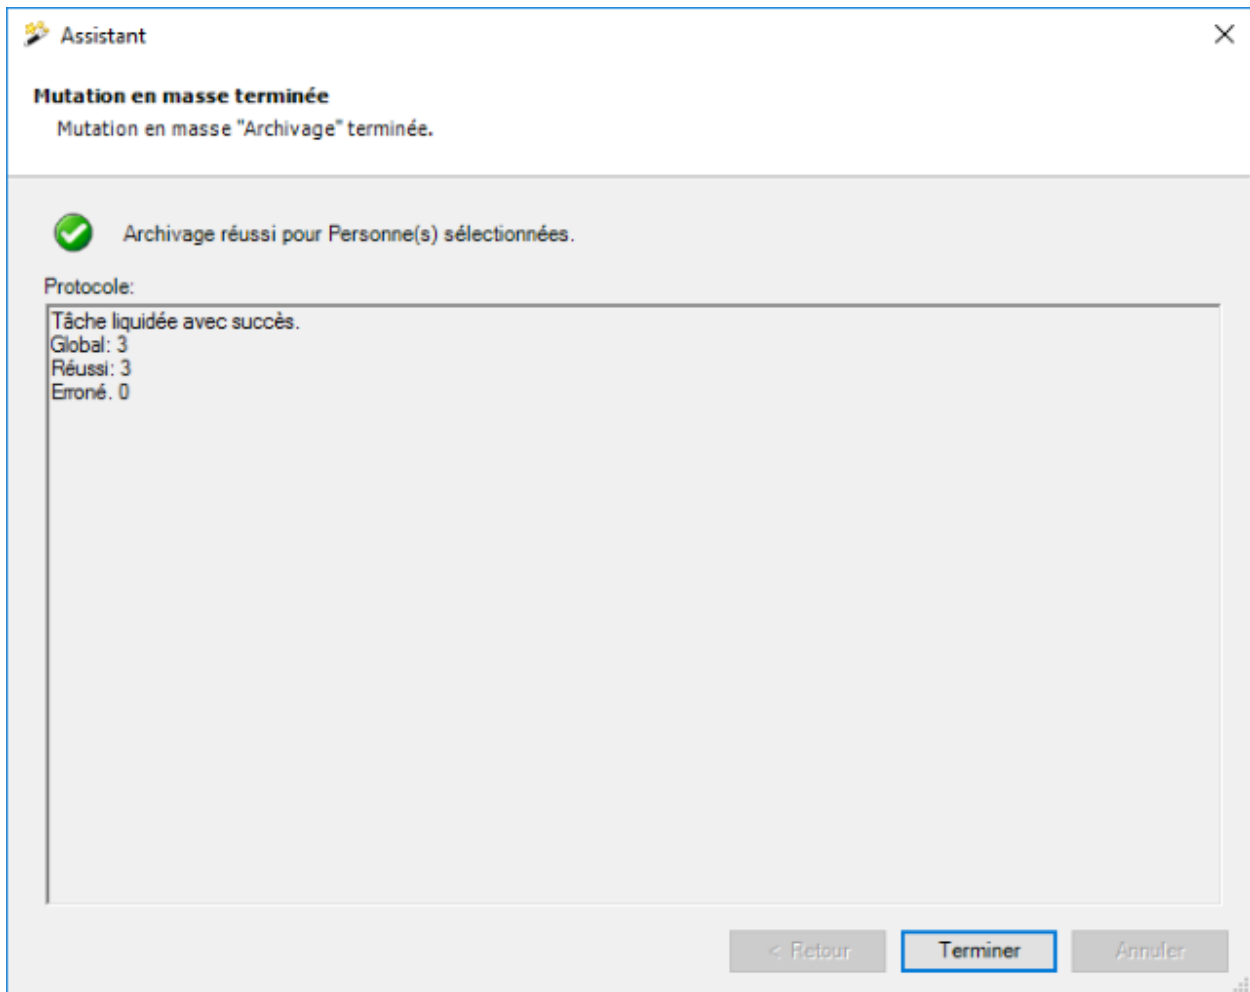 Assistant
Mutation en masse terminée
Mutation en masse "Archivage" terminée.
Archivage réussi pour Personne(s) sélectionnées.
Protocole:
Tâche liquidée avec succès.
Global: 3
Réussi: 3
Erroné. 0
< Retour
Terminer
Annuler